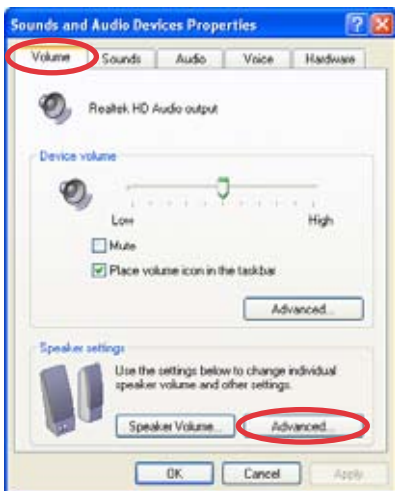 Sounds and Audio Devices Properties
Volume Sounds Audio Voice Hardware
Realtek HD Audio output
Device volume
Low High
Mute
Place volume icon in the taskbar
Advanced...
Speaker settings
Use the settings below to change individual
speaker volume and other settings.
Speaker Volume... Advanced...
OK Cancel Apply